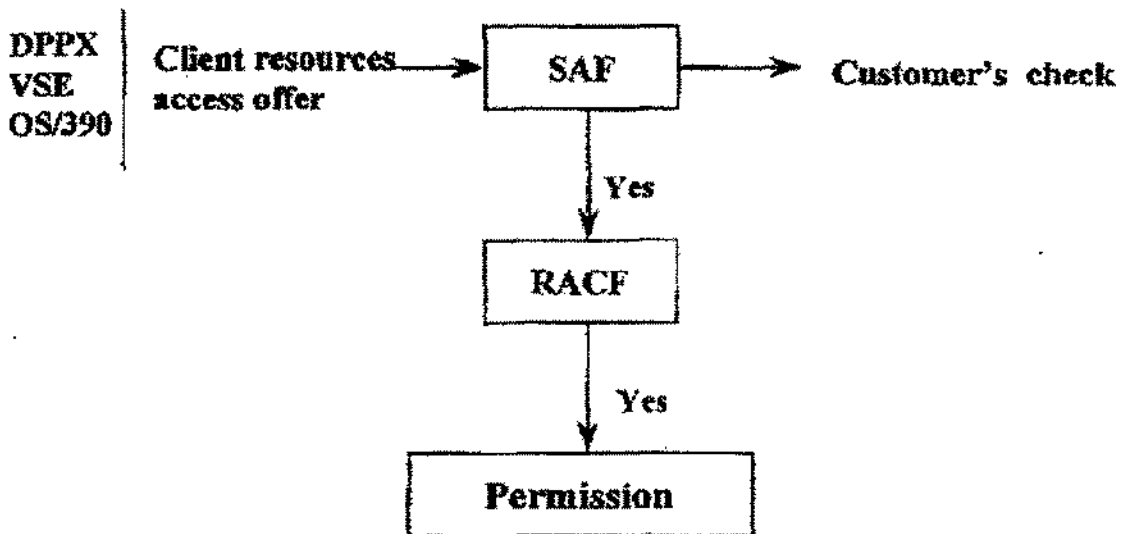 DPPX
VSE
OS/390
Client resources
access offer
SAF
Customer's check
Yes
RACF
Yes
Permission